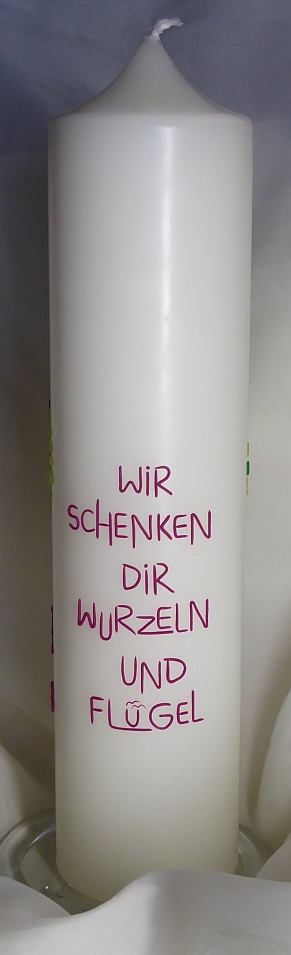 WiR
SCHENKEN
DiR
WURZELN
UND
FLÜGEL